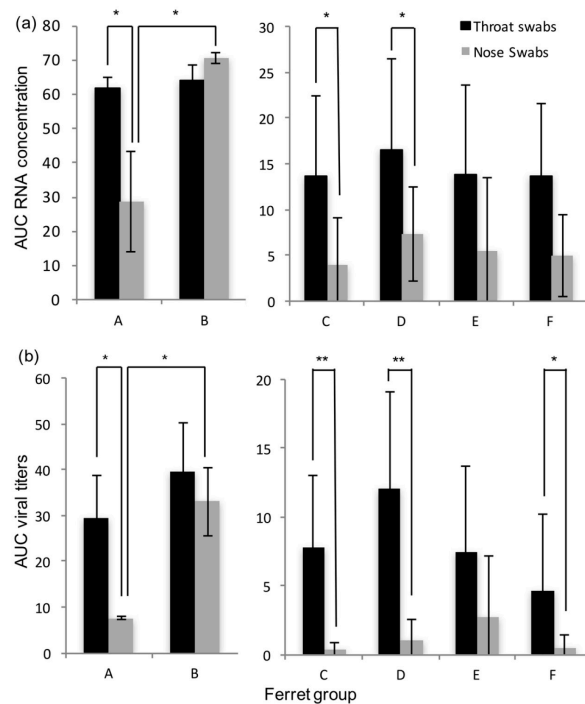 (a)
AUC RNA concentration
80
70
60
50
40
30
20
10
0
*
*
A
B
30
25
20
15
10
5
0
*
*
Throat swabs
Nose Swabs
C
D
E
F
(b)
AUC viral titers
60
50
40
30
20
10
0
*
*
A
B
20
15
10
5
0
**
**
*
C
D
E
F
Ferret group